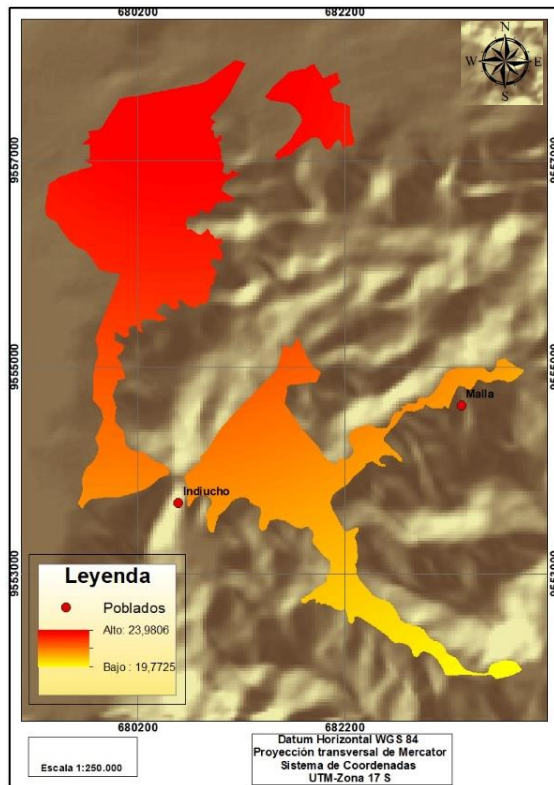 680200
682200
N
W
E
S
9557000
9557000
9555000
9555000
Malla
Indiucho
9553000
9553000
Leyenda
Poblados
Alto: 23,9806
Bajo : 19,7725
680200
682200
Escala 1:250.000
Datum Horizontal WGS 84
Proyección transversal de Mercator
Sistema de Coordenadas
UTM-Zona 17 S